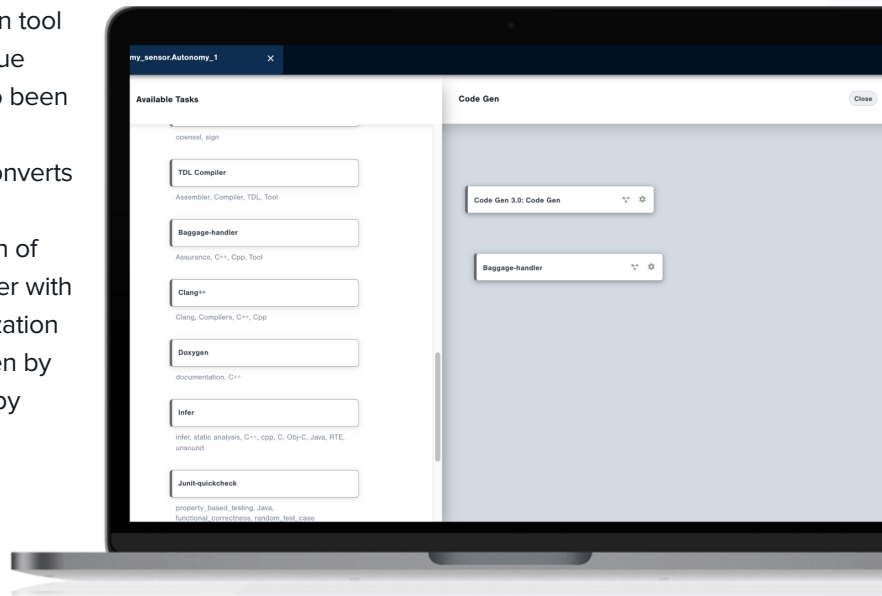 n tool
ue
been
onverts
n of
er with
zation
en by
by
my_sensor.Autonomy_1
Available Tasks
openssl, sign
TDL Compiler
Assembler, Compiler, TDL, Tool
Baggage-handler
Assurance, C++, Cpp, Tool
Clang++
Clang, Compilers, C++, Cpp
Doxygen
documentation, C++
Infer
infer, static analysis, C++, cpp, C, Obj-C, Java, RTE,
unsound
Junit-quickcheck
property_based_testing, Java,
functional_correctness, random_test_case
Code Gen
Close
Code Gen 3.0: Code Gen
Baggage-handler